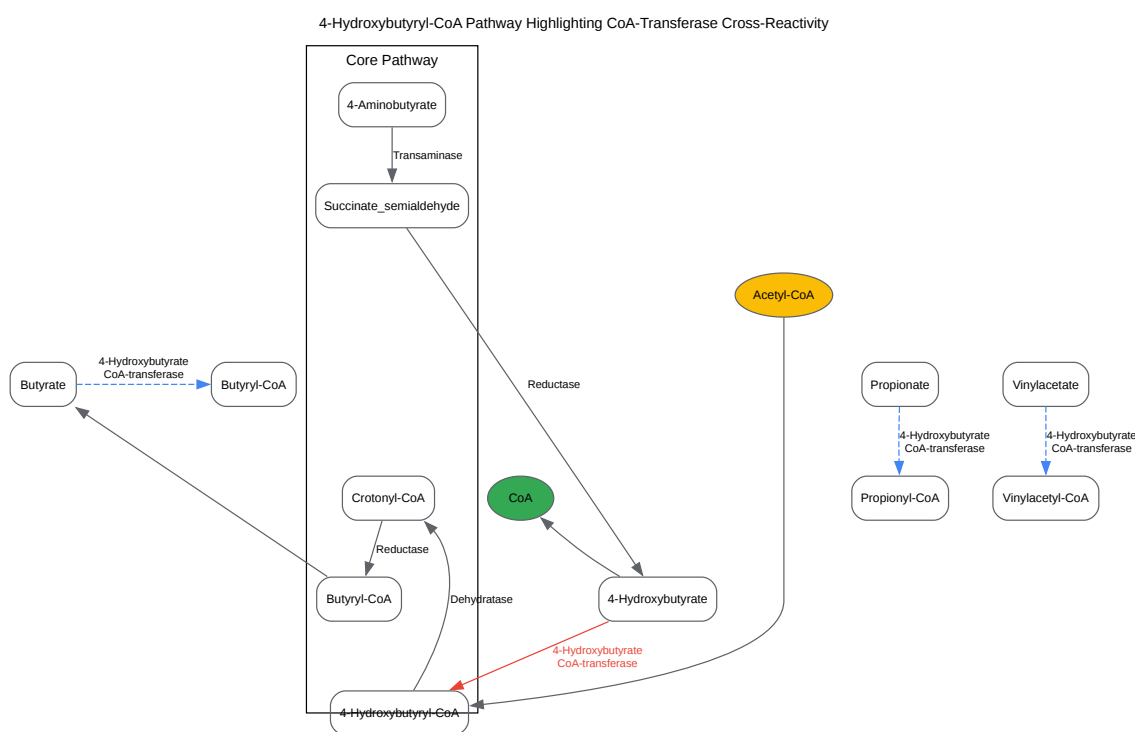 4-Hydroxybutyryl-CoA Pathway Highlighting CoA-Transferase Cross-Reactivity
Core Pathway
4-Aminobutyrate
Transaminase
Succinate_semialdehyde
Acetyl-CoA
Butyrate
4-Hydroxybutyrate
CoA-transferase
Butyryl-CoA
Reductase
Propionate
Vinylacetate
4-Hydroxybutyrate
CoA-transferase
4-Hydroxybutyrate
CoA-transferase
Crotonyl-CoA
CoA
Propionyl-CoA
Vinylacetyl-CoA
Reductase
Butyryl-CoA
Dehydratase
4-Hydroxybutyrate
4-Hydroxybutyrate
CoA-transferase
4-Hydroxybutyryl-CoA